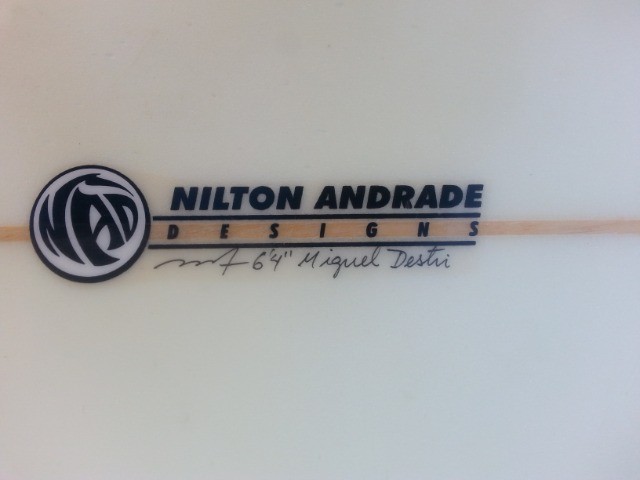 NAD
NILTON ANDRADE
DESIGNS
6'4" Miguel Destri